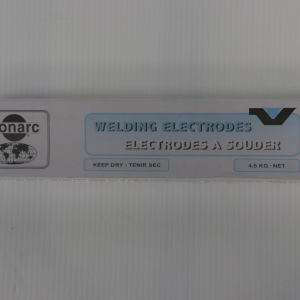 onarc
WELDING ELECTRODES
ELECTRODES A SOUDER
KEEP DRY - TENIR SEC
4,5 KG - NET